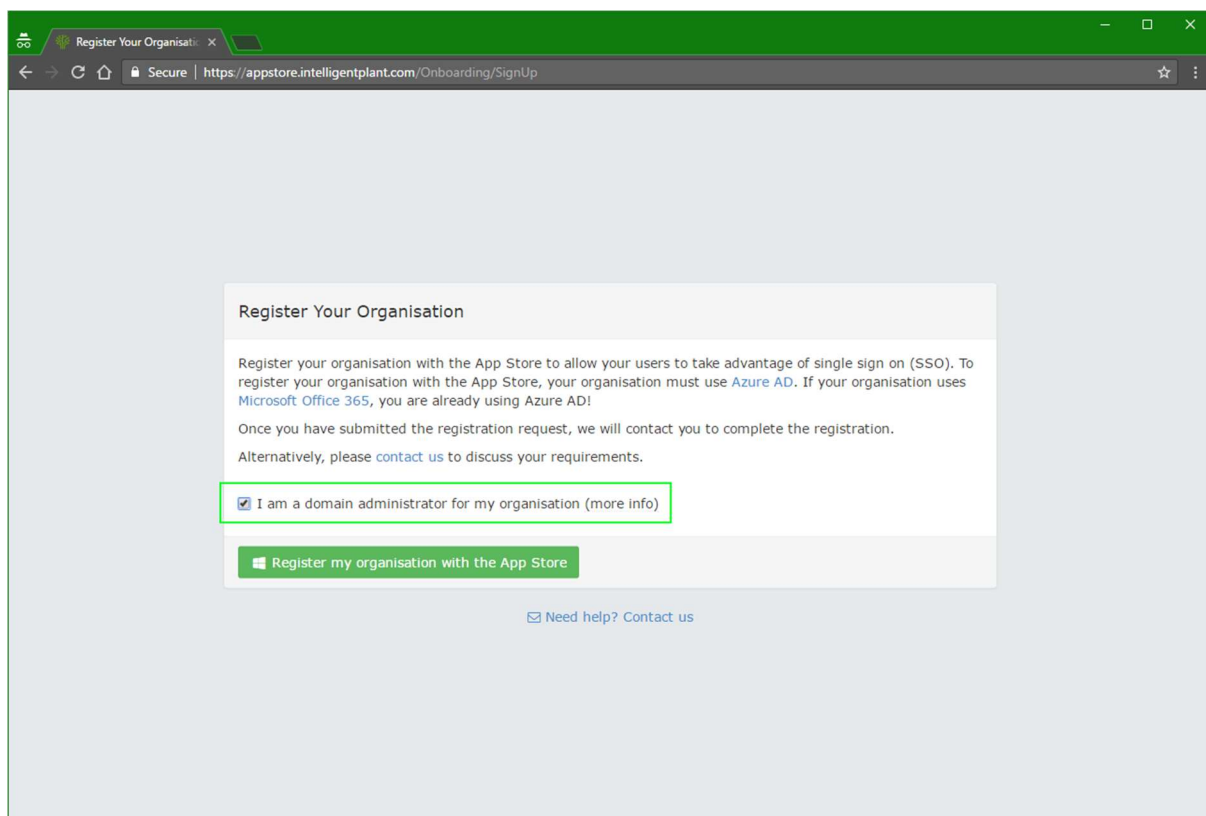 Register Your Organisatic
Secure | https://appstore.intelligentplant.com/Onboarding/SignUp
Register Your Organisation
Register your organisation with the App Store to allow your users to take advantage of single sign on (SSO). To
register your organisation with the App Store, your organisation must use Azure AD. If your organisation uses
Microsoft Office 365, you are already using Azure AD!
Once you have submitted the registration request, we will contact you to complete the registration.
Alternatively, please contact us to discuss your requirements.
I am a domain administrator for my organisation (more info)
Register my organisation with the App Store
Need help? Contact us